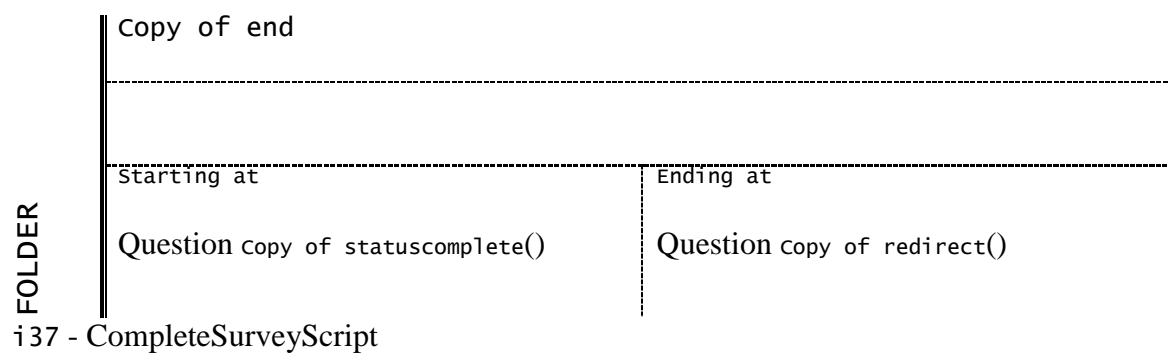 Copy of end
Starting at
Ending at
FOLDER
Question Copy of statuscomplete()
Question Copy of redirect()
i37 - CompleteSurveyScript